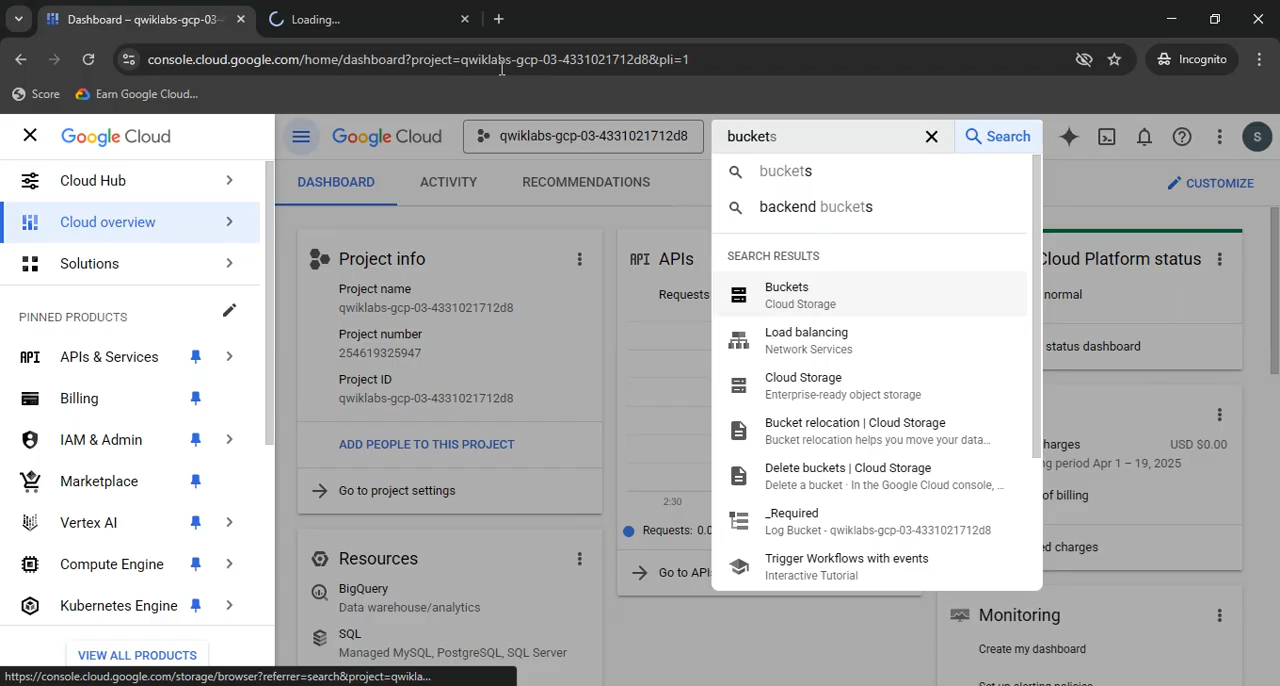 Dashboard – qwiklabs-gcp-03-
Loading...
console.cloud.google.com/home/dashboard?project=qwiklabs-gcp-03-4331021712d8&pli=1
Incognito
Score
Earn Google Cloud...
Google Cloud
Cloud Hub
Cloud overview
Solutions
PINNED PRODUCTS
APIs & Services
Billing
IAM & Admin
Marketplace
Vertex AI
Compute Engine
Kubernetes Engine
VIEW ALL PRODUCTS
https://console.cloud.google.com/storage/browser?referrer=search&project=qwikla...
Google Cloud
qwiklabs-gcp-03-4331021712d8
buckets
Search
S
DASHBOARD
ACTIVITY
RECOMMENDATIONS
CUSTOMIZE
Project info
Project name
qwiklabs-gcp-03-4331021712d8
Project number
254619325947
Project ID
qwiklabs-gcp-03-4331021712d8
ADD PEOPLE TO THIS PROJECT
Go to project settings
Resources
BigQuery
Data warehouse/analytics
SQL
Managed MySQL, PostgreSQL, SQL Server
API APIs
Requests
2:30
Requests: 0.0
Go to APIs
buckets
backend buckets
SEARCH RESULTS
Buckets
Cloud Storage
Load balancing
Network Services
Cloud Storage
Enterprise-ready object storage
Bucket relocation | Cloud Storage
Bucket relocation helps you move your data...
Delete buckets | Cloud Storage
Delete a bucket · In the Google Cloud console, ...
_Required
Log Bucket - qwiklabs-gcp-03-4331021712d8
Trigger Workflows with events
Interactive Tutorial
Cloud Platform status
normal
status dashboard
harges
USD $0.00
g period Apr 1 – 19, 2025
of billing
ed charges
Monitoring
Create my dashboard